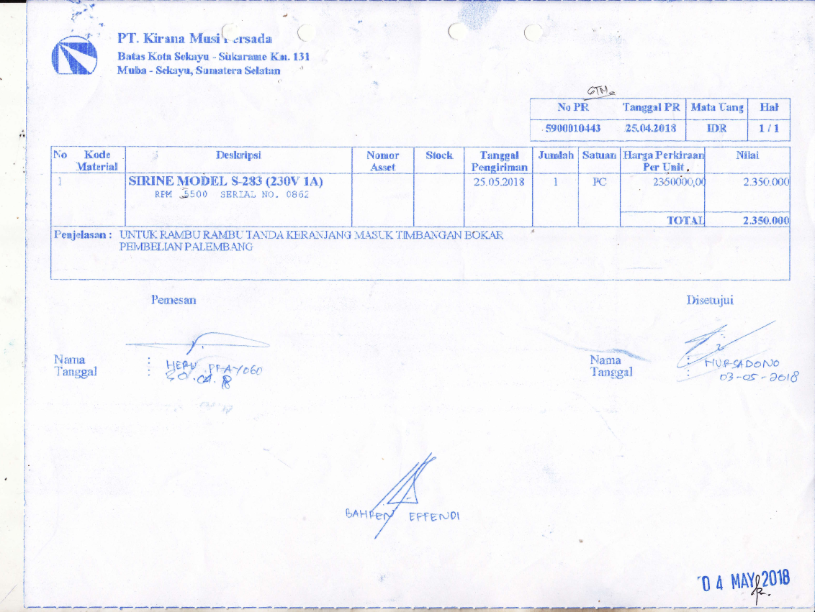 PT. Kirana Musi Persada
Batas Kota Sekayu - Sukarame Km. 131
Muba - Sekayu, Sumatera Selatan
GTM
No PR Tanggal PR Mata Uang Hal
5900010443 25.04.2018 IDR 1 / 1
No Kode Material Deskripsi Nomor Asset Stock Tanggal Pengiriman Jumlah Satuan Harga Perkiraan Per Unit Nilai
1 SIRINE MODEL S-283 (230V 1A) 25.05.2018 1 PC 2350000,00 2.350.000
RPM 5500 SERIAL NO. 0862
TOTAL 2.350.000
Penjelasan : UNTUK RAMBU RAMBU TANDA KERANJANG MASUK TIMBANGAN BOKAR
PEMBELIAN PALEMBANG
Pemesan Disetujui
Nama : HERU PRAYOGO Nama : NURSADONO
Tanggal : Tanggal : 03-05-2018
BAHREN EFFENDI
04 MAY 2018